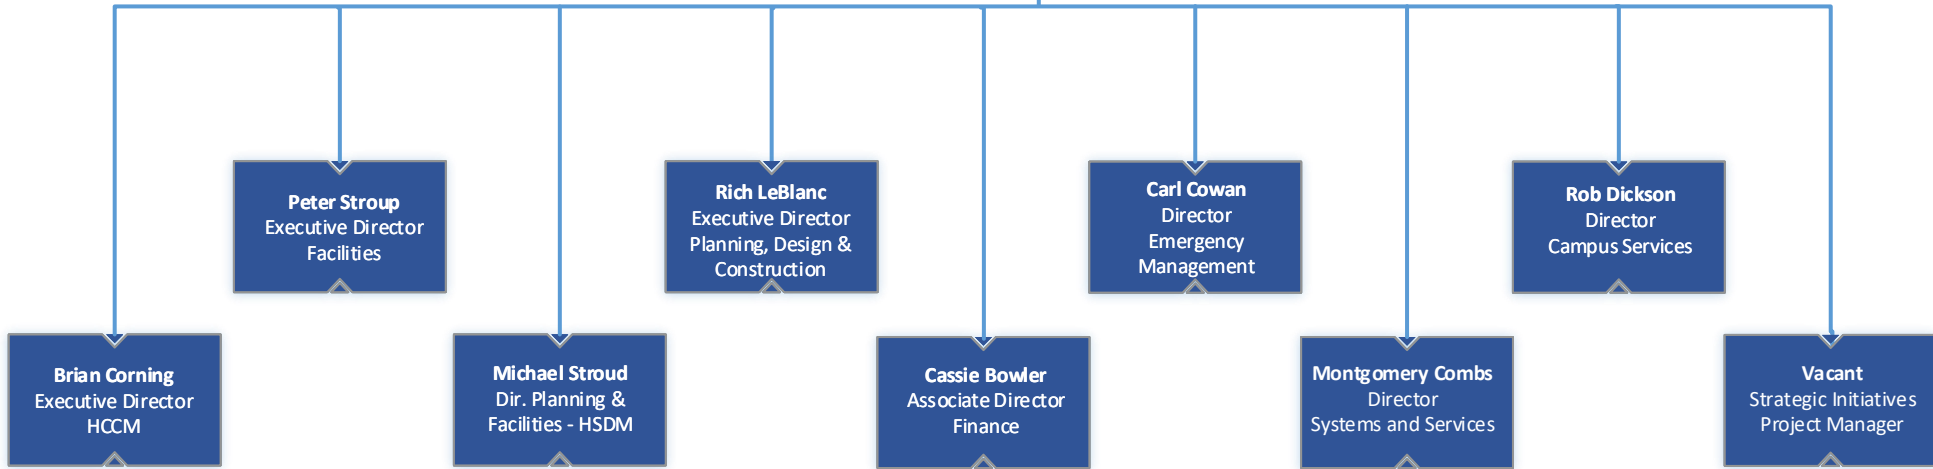 Peter Stroup
Executive Director
Facilities
Rich LeBlanc
Executive Director
Planning, Design &
Construction
Carl Cowan
Director
Emergency
Management
Rob Dickson
Director
Campus Services
Brian Corning
Executive Director
HCCM
Michael Stroud
Dir. Planning &
Facilities - HSDM
Cassie Bowler
Associate Director
Finance
Montgomery Combs
Director
Systems and Services
Vacant
Strategic Initiatives
Project Manager